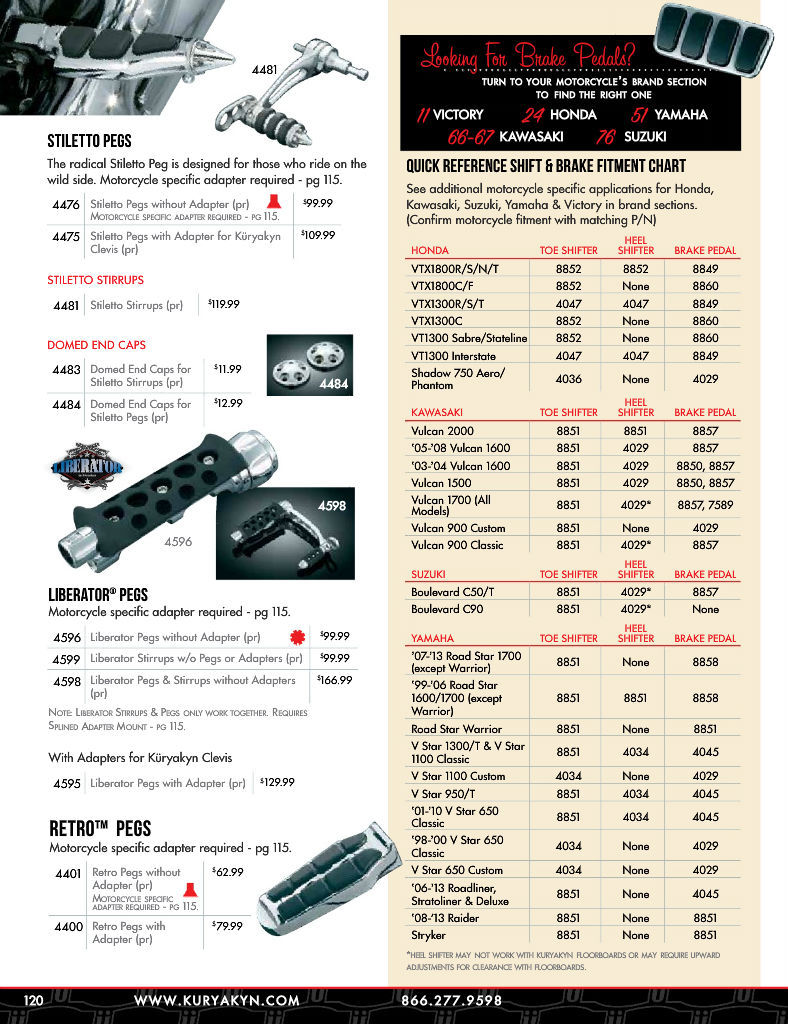 4481
STILETTO PEGS
The radical Stiletto Peg is designed for those who ride on the
wild side. Motorcycle specific adapter required - pg 115.
4476 Stiletto Pegs without Adapter (pr) $99.99
MOTORCYCLE SPECIFIC ADAPTER REQUIRED - PG 115.
4475 Stiletto Pegs with Adapter for Küryakyn $109.99
Clevis (pr)
STILETTO STIRRUPS
4481 Stiletto Stirrups (pr) $119.99
DOMED END CAPS
4483 Domed End Caps for $11.99
Stiletto Stirrups (pr)
4484 Domed End Caps for $12.99
Stiletto Pegs (pr)
4484
LIBERATOR
4598
4596
LIBERATOR® PEGS
Motorcycle specific adapter required - pg 115.
4596 Liberator Pegs without Adapter (pr) $99.99
4599 Liberator Stirrups w/o Pegs or Adapters (pr) $99.99
4598 Liberator Pegs & Stirrups without Adapters $166.99
(pr)
NOTE: LIBERATOR STIRRUPS & PEGS ONLY WORK TOGETHER. REQUIRES
SPLINED ADAPTER MOUNT - PG 115.
With Adapters for Küryakyn Clevis
4595 Liberator Pegs with Adapter (pr) $129.99
RETRO™ PEGS
Motorcycle specific adapter required - pg 115.
4401 Retro Pegs without $62.99
Adapter (pr)
MOTORCYCLE SPECIFIC
ADAPTER REQUIRED - PG 115.
4400 Retro Pegs with $79.99
Adapter (pr)
Looking For Brake Pedals?
TURN TO YOUR MOTORCYCLE'S BRAND SECTION
TO FIND THE RIGHT ONE
11 VICTORY 24 HONDA 51 YAMAHA
66-67 KAWASAKI 76 SUZUKI
QUICK REFERENCE SHIFT & BRAKE FITMENT CHART
See additional motorcycle specific applications for Honda,
Kawasaki, Suzuki, Yamaha & Victory in brand sections.
(Confirm motorcycle fitment with matching P/N)
HONDA TOE SHIFTER HEEL SHIFTER BRAKE PEDAL
VTX1800R/S/N/T 8852 8852 8849
VTX1800C/F 8852 None 8860
VTX1300R/S/T 4047 4047 8849
VTX1300C 8852 None 8860
VT1300 Sabre/Stateline 8852 None 8860
VT1300 Interstate 4047 4047 8849
Shadow 750 Aero/
Phantom 4036 None 4029
KAWASAKI TOE SHIFTER HEEL SHIFTER BRAKE PEDAL
Vulcan 2000 8851 8851 8857
'05-'08 Vulcan 1600 8851 4029 8857
'03-'04 Vulcan 1600 8851 4029 8850, 8857
Vulcan 1500 8851 4029 8850, 8857
Vulcan 1700 (All
Models) 8851 4029* 8857, 7589
Vulcan 900 Custom 8851 None 4029
Vulcan 900 Classic 8851 4029* 8857
SUZUKI TOE SHIFTER HEEL SHIFTER BRAKE PEDAL
Boulevard C50/T 8851 4029* 8857
Boulevard C90 8851 4029* None
YAMAHA TOE SHIFTER HEEL SHIFTER BRAKE PEDAL
'07-'13 Road Star 1700
(except Warrior) 8851 None 8858
'99-'06 Road Star
1600/1700 (except 8851 8851 8858
Warrior)
Road Star Warrior 8851 None 8851
V Star 1300/T & V Star
1100 Classic 8851 4034 4045
V Star 1100 Custom 4034 None 4029
V Star 950/T 8851 4034 4045
'01-'10 V Star 650
Classic 8851 4034 4045
'98-'00 V Star 650
Classic 4034 None 4029
V Star 650 Custom 4034 None 4029
'06-'13 Roadliner,
Stratoliner & Deluxe 8851 None 4045
'08-'13 Raider 8851 None 8851
Stryker 8851 None 8851
*HEEL SHIFTER MAY NOT WORK WITH KURYAKYN FLOORBOARDS OR MAY REQUIRE UPWARD
ADJUSTMENTS FOR CLEARANCE WITH FLOORBOARDS.
120 WWW.KURYAKYN.COM 866.277.9598